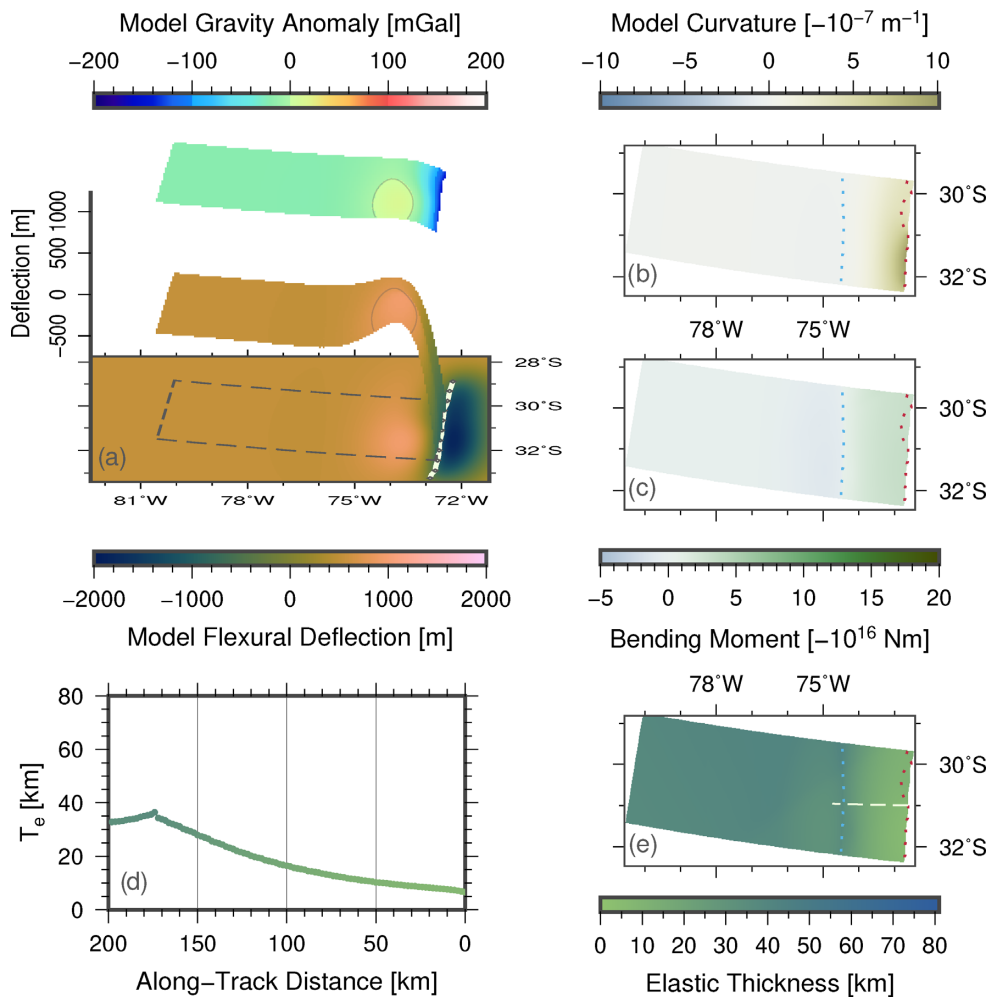 Model Gravity Anomaly [mGal]
−200 −100 0 100 200
Deflection [m]
1000
500
0
−500
28˚S
30˚S
32˚S
(a)
81˚W 78˚W 75˚W 72˚W
−2000 −1000 0 1000 2000
Model Flexural Deflection [m]
Model Curvature [−10⁻⁷ m⁻¹]
−10 −5 0 5 10
30˚S
32˚S
(b)
78˚W 75˚W
30˚S
32˚S
(c)
−5 0 5 10 15 20
Bending Moment [−10¹⁶ Nm]
80
60
40
20
0
Tₑ [km]
(d)
200 150 100 50 0
Along−Track Distance [km]
78˚W 75˚W
30˚S
32˚S
(e)
0 10 20 30 40 50 60 70 80
Elastic Thickness [km]